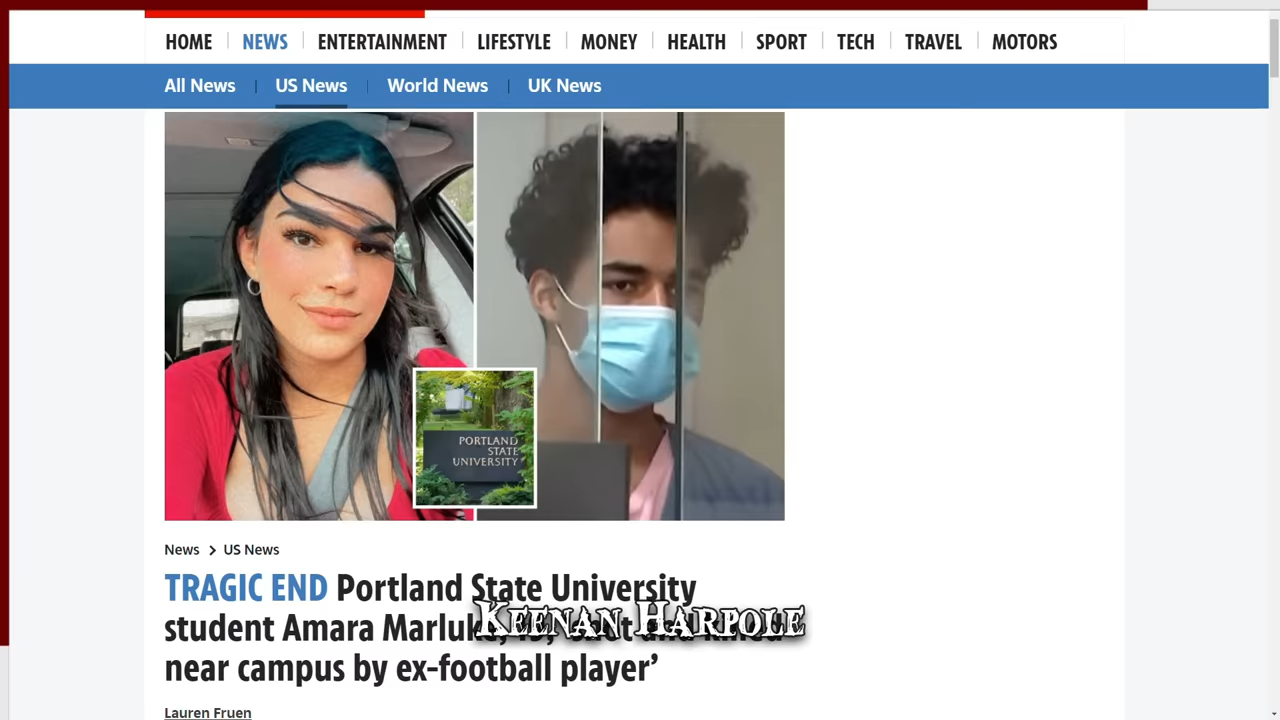 HOME NEWS ENTERTAINMENT LIFESTYLE MONEY HEALTH SPORT TECH TRAVEL MOTORS
All News US News World News UK News
PORTLAND
STATE
UNIVERSITY
News > US News
TRAGIC END Portland State University
student Amara Marluke,
KEENAN HARPOLE
near campus by ex-football player’
Lauren Fruen